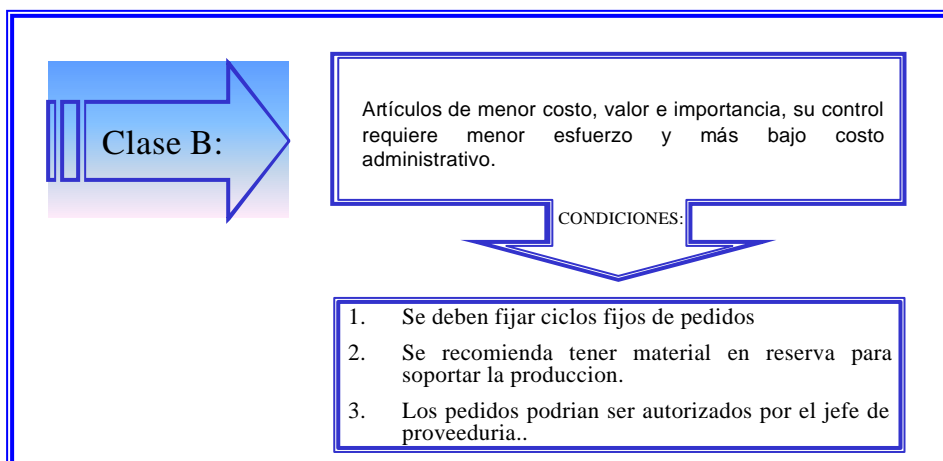 Clase B:
Artículos de menor costo, valor e importancia, su control
requiere menor esfuerzo y más bajo costo
administrativo.
CONDICIONES:
1. Se deben fijar ciclos fijos de pedidos
2. Se recomienda tener material en reserva para
soportar la produccion.
3. Los pedidos podrian ser autorizados por el jefe de
proveeduria..